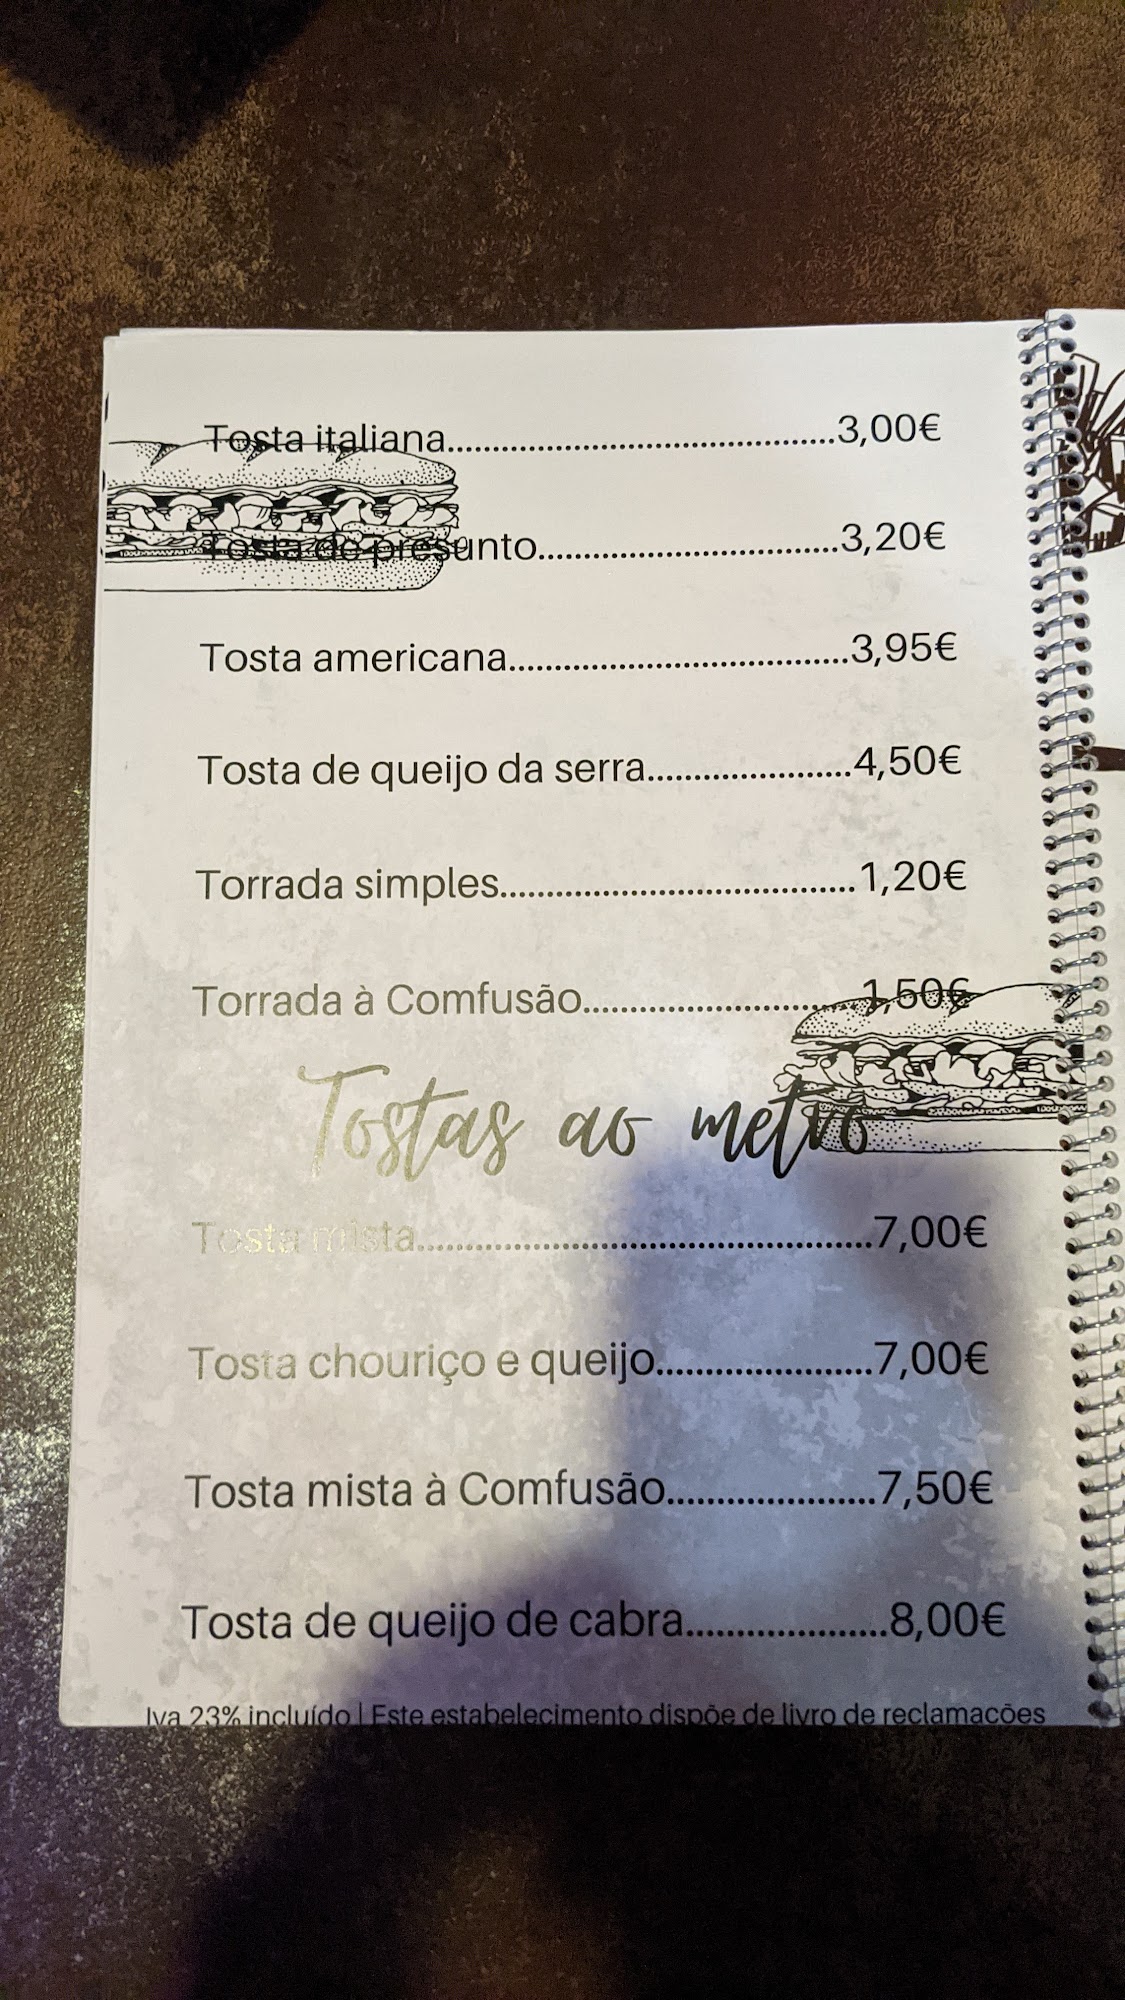 Tosta italiana.........................................3,00€
Tosta de presunto................................3,20€
Tosta americana....................................3,95€
Tosta de queijo da serra......................4,50€
Torrada simples......................................1,20€
Torrada à Comfusão.............................1,50€
Tostas ao metro
Tosta mista.............................................7,00€
Tosta chouriço e queijo.....................7,00€
Tosta mista à Comfusão.....................7,50€
Tosta de queijo de cabra....................8,00€
Iva 23% incluído | Este estabelecimento dispõe de livro de reclamações